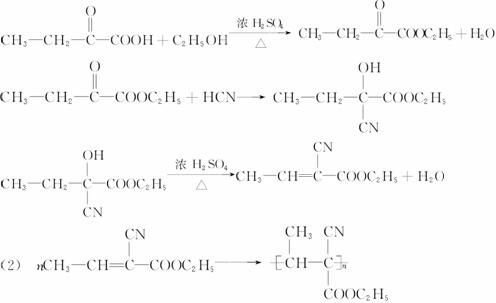 O
CH₃—CH₂—C—COOH+C₂H₅OH 浓 H₂SO₄ △ CH₃—CH₂—C—COOC₂H₅+H₂O
O
O OH
CH₃—CH₂—C—COOC₂H₅+HCN→CH₃—CH₂—C—COOC₂H₅
CN
OH CN
CH₃—CH₂—C—COOC₂H₅ 浓 H₂SO₄ △ CH₃—CH=C—COOC₂H₅+H₂O
CN
CN CH₃ CN
(2) nCH₃—CH=C—COOC₂H₅→[CH—C]n
COOC₂H₅